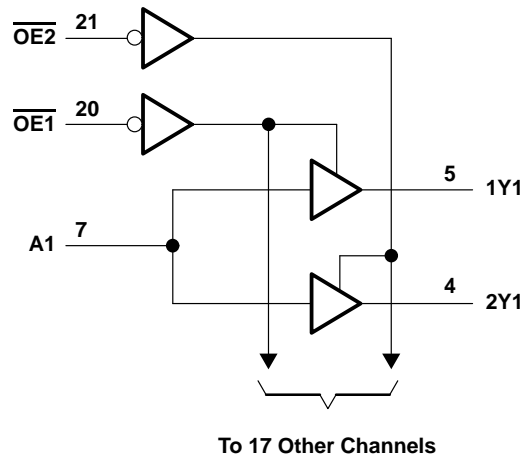 OE2 21
OE1 20
5 1Y1
A1 7
4 2Y1
To 17 Other Channels